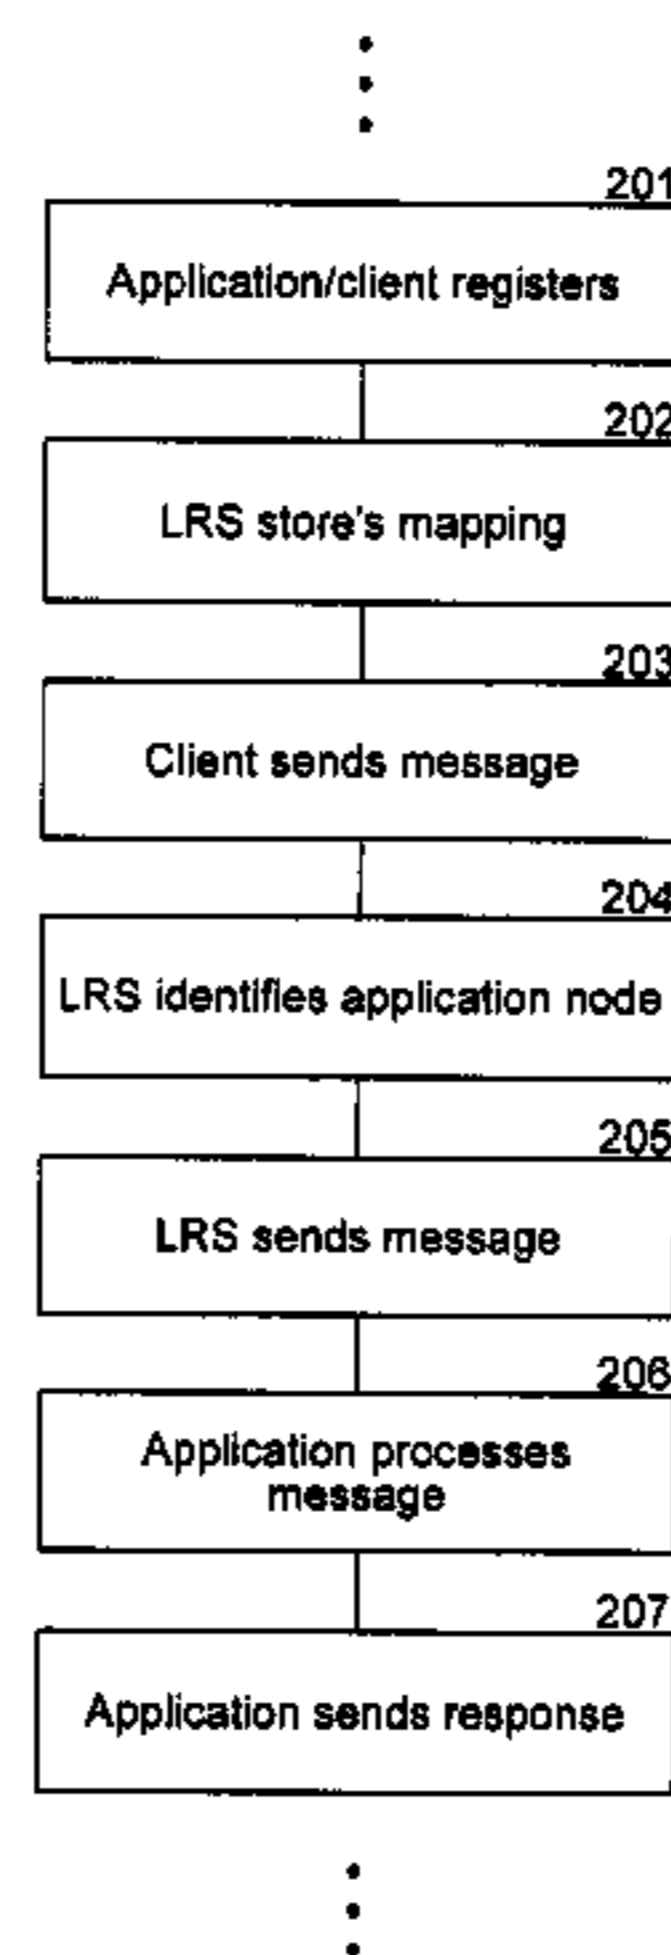 201
Application/client registers
202
LRS store's mapping
203
Client sends message
204
LRS identifies application node
205
LRS sends message
206
Application processes
message
207
Application sends response